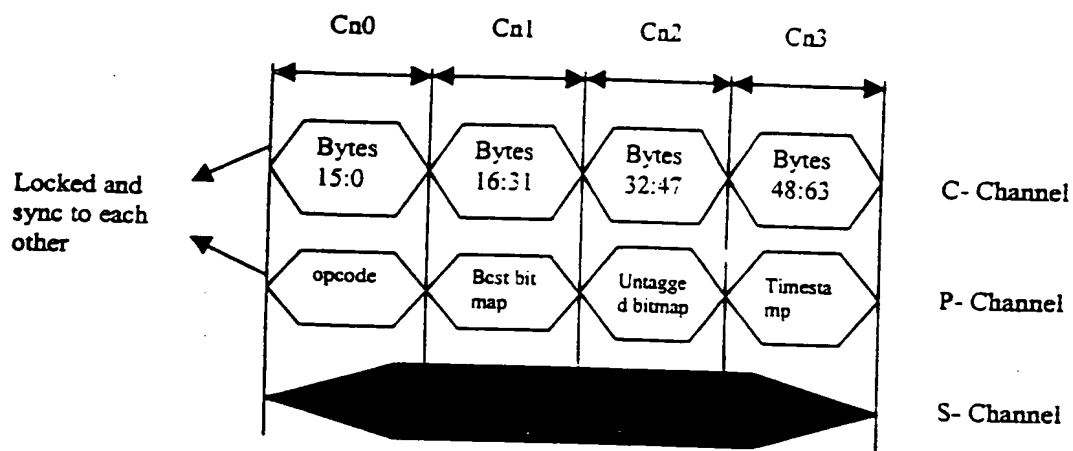 Cn0 Cn1 Cn2 Cn3
Bytes
15:0
Bytes
16:31
Bytes
32:47
Bytes
48:63
C- Channel
Locked and
sync to each
other
opcode
Bcst bit
map
Untagge
d bitmap
Timesta
mp
P- Channel
S- Channel